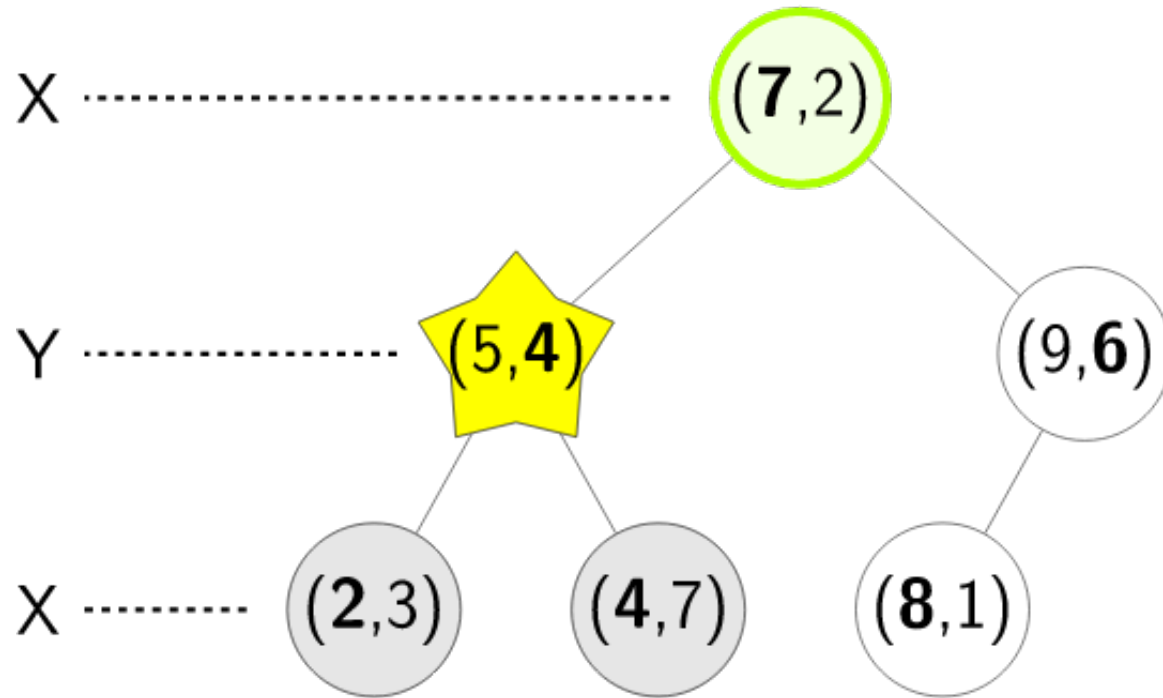 X (7,2)
Y (5,4) (9,6)
X (2,3) (4,7) (8,1)